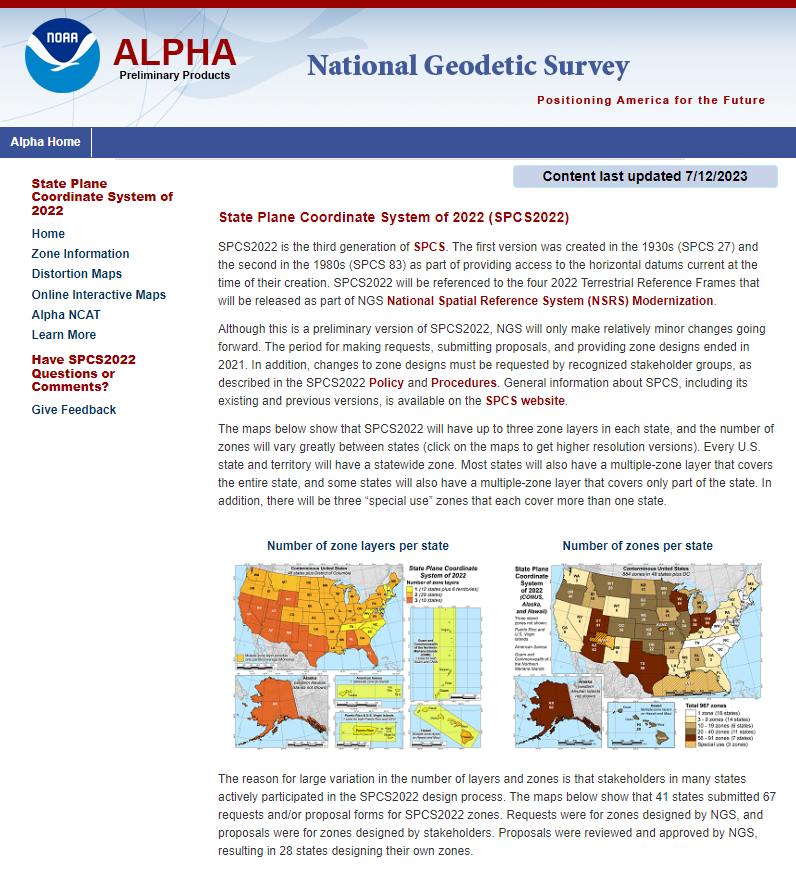 NOAA
ALPHA
Preliminary Products
National Geodetic Survey
Positioning America for the Future
Alpha Home
Content last updated 7/12/2023
State Plane
Coordinate System of
2022
Home
Zone Information
Distortion Maps
Online Interactive Maps
Alpha NCAT
Learn More
Have SPCS2022
Questions or
Comments?
Give Feedback
State Plane Coordinate System of 2022 (SPCS2022)
SPCS2022 is the third generation of SPCS. The first version was created in the 1930s (SPCS 27) and
the second in the 1980s (SPCS 83) as part of providing access to the horizontal datums current at the
time of their creation. SPCS2022 will be referenced to the four 2022 Terrestrial Reference Frames that
will be released as part of NGS National Spatial Reference System (NSRS) Modernization.
Although this is a preliminary version of SPCS2022, NGS will only make relatively minor changes going
forward. The period for making requests, submitting proposals, and providing zone designs ended in
2021. In addition, changes to zone designs must be requested by recognized stakeholder groups, as
described in the SPCS2022 Policy and Procedures. General information about SPCS, including its
existing and previous versions, is available on the SPCS website.
The maps below show that SPCS2022 will have up to three zone layers in each state, and the number of
zones will vary greatly between states (click on the maps to get higher resolution versions). Every U.S.
state and territory will have a statewide zone. Most states will also have a multiple-zone layer that covers
the entire state, and some states will also have a multiple-zone layer that covers only part of the state. In
addition, there will be three “special use” zones that each cover more than one state.
Number of zone layers per state
Conterminous United States
48 states plus District of Columbia
State Plane
Coordinate System
of 2022
Number of zone layers
1 (12 states plus 6 territories)
2 (28 states)
3 (10 states)
Alaska
American Samoa
Puerto Rico & U.S. Virgin Islands
Hawaii
Number of zones per state
State Plane
Coordinate
System
of 2022
(CONUS,
Alaska,
and Hawaii)
Conterminous United States
48 states plus DC
Alaska
Hawaii
Total 967 zones
1 zone (18 states)
20 - 40 zones (11 states)
56 - 91 zones (7 states)
Special use (3 zones)
The reason for large variation in the number of layers and zones is that stakeholders in many states
actively participated in the SPCS2022 design process. The maps below show that 41 states submitted 67
requests and/or proposal forms for SPCS2022 zones. Requests were for zones designed by NGS, and
proposals were for zones designed by stakeholders. Proposals were reviewed and approved by NGS,
resulting in 28 states designing their own zones.